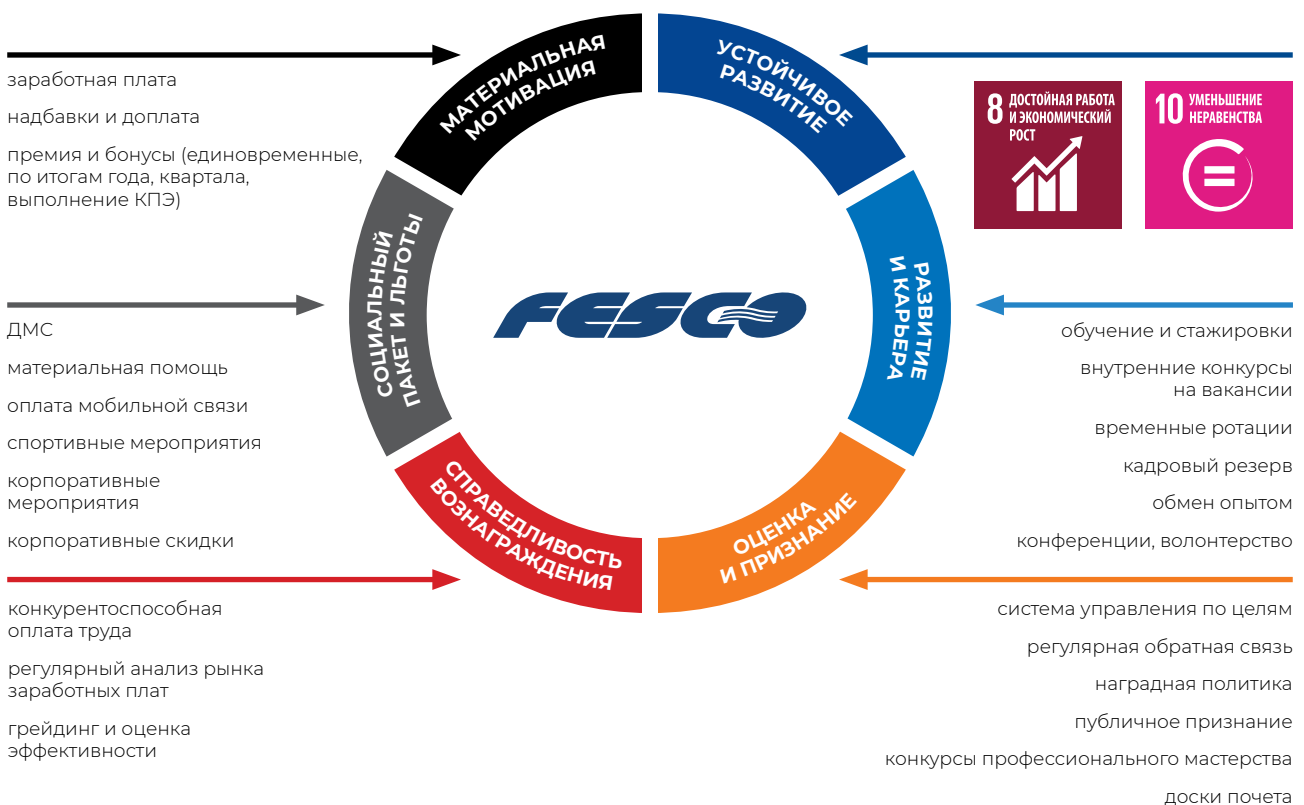 МАТЕРИАЛЬНАЯ
МОТИВАЦИЯ
заработная плата
надбавки и доплата
премия и бонусы (единовременные,
по итогам года, квартала,
выполнение КПЭ)
СОЦИАЛЬНЫЙ
ПАКЕТ И ЛЬГОТЫ
ДМС
материальная помощь
оплата мобильной связи
спортивные мероприятия
корпоративные
мероприятия
корпоративные скидки
СПРАВЕДЛИВОСТЬ
ВОЗНАГРАЖДЕНИЯ
конкурентоспособная
оплата труда
регулярный анализ рынка
заработных плат
грейдинг и оценка
эффективности
FESCO
УСТОЙЧИВОЕ
РАЗВИТИЕ
8 ДОСТОЙНАЯ РАБОТА
И ЭКОНОМИЧЕСКИЙ
РОСТ
10 УМЕНЬШЕНИЕ
НЕРАВЕНСТВА
РАЗВИТИЕ
И КАРЬЕРА
обучение и стажировки
внутренние конкурсы
на вакансии
временные ротации
кадровый резерв
обмен опытом
конференции, волонтерство
ОЦЕНКА
И ПРИЗНАНИЕ
система управления по целям
регулярная обратная связь
наградная политика
публичное признание
конкурсы профессионального мастерства
доски почета